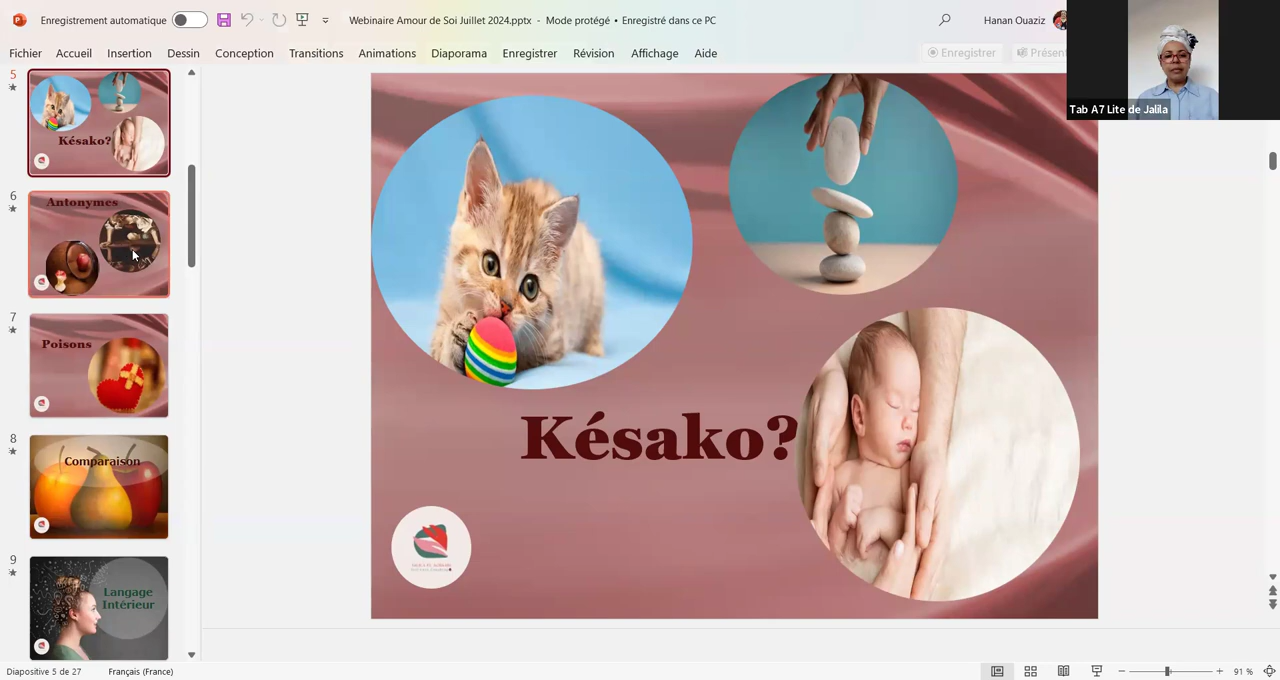 Enregistrement automatique
Webinaire Amour de Soi Juillet 2024.pptx - Mode protégé • Enregistré dans ce PC
Hanan Ouaziz
Fichier Accueil Insertion Dessin Conception Transitions Animations Diaporama Enregistrer Révision Affichage Aide
Enregistrer Présent
Tab A7 Lite de Jalila
5
Késako?
6
Antonymes
7
Poisons
8
Comparaison
9
Langage
Intérieur
Késako?
Diapositive 5 de 27 Français (France)
91 %